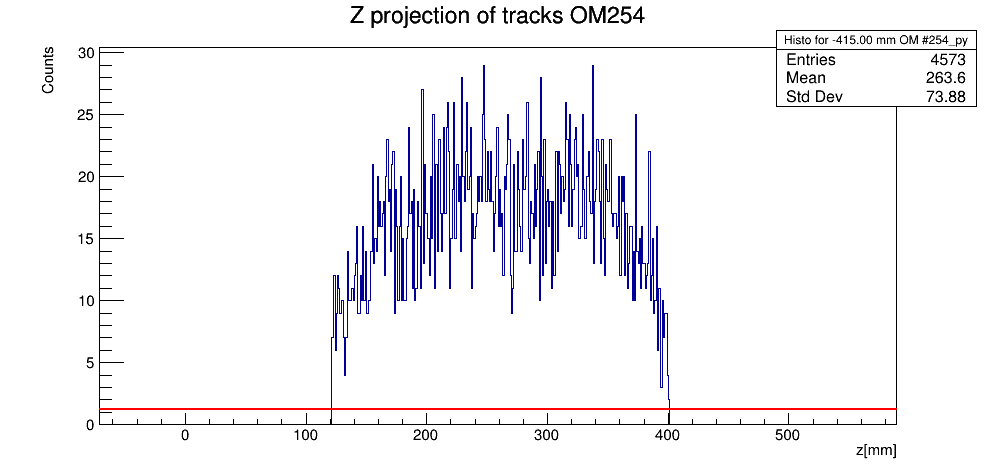 Z projection of tracks OM254
Histo for -415.00 mm OM #254_py
Entries 4573
Mean 263.6
Std Dev 73.88
Counts
30
25
20
15
10
5
0
0 100 200 300 400 500
z[mm]